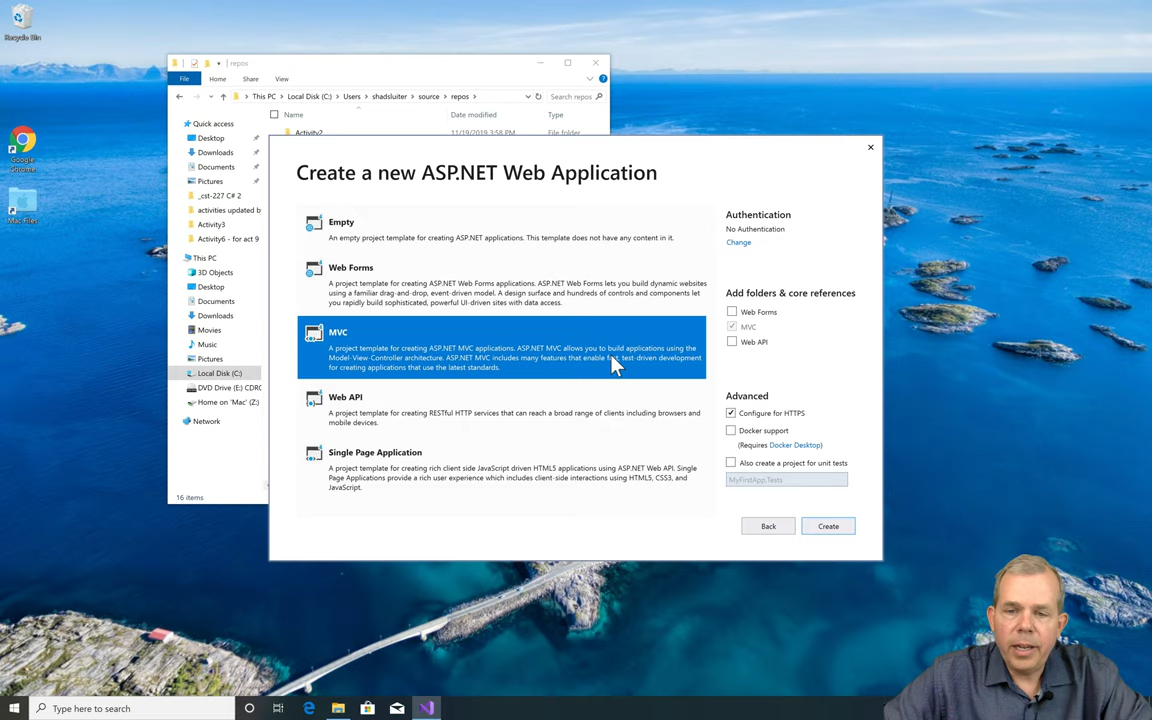 Recycle Bin
Google
Chrome
Mac Files
repos
File
Home
Share
View
This PC
Local Disk (C:)
Users
shadsluiter
source
repos
Search repos
Name
Date modified
Type
Activity2
11/19/2019 3:58 PM
File folder
Quick access
Desktop
Downloads
Documents
Pictures
_cst-227 C# 2
activities updated b
Activity3
Activity6 - for act 9
This PC
3D Objects
Desktop
Documents
Downloads
Movies
Music
Pictures
Local Disk (C:)
DVD Drive (E:) CDRO
Home on 'Mac' (Z:)
Network
16 items
Create a new ASP.NET Web Application
Empty
An empty project template for creating ASP.NET applications. This template does not have any content in it.
Web Forms
A project template for creating ASP.NET Web Forms applications. ASP.NET Web Forms lets you build dynamic websites
using a familiar drag-and-drop, event-driven model. A design surface and hundreds of controls and components let
you rapidly build sophisticated, powerful UI-driven sites with data access.
MVC
A project template for creating ASP.NET MVC applications. ASP.NET MVC allows you to build applications using the
Model-View-Controller architecture. ASP.NET MVC includes many features that enable fast, test-driven development
for creating applications that use the latest standards.
Web API
A project template for creating RESTful HTTP services that can reach a broad range of clients including browsers and
mobile devices.
Single Page Application
A project template for creating rich client side JavaScript driven HTML5 applications using ASP.NET Web API. Single
Page Applications provide a rich user experience which includes client-side interactions using HTML5, CSS3, and
JavaScript.
Authentication
No Authentication
Change
Add folders & core references
Web Forms
MVC
Web API
Advanced
Configure for HTTPS
Docker support
(Requires Docker Desktop)
Also create a project for unit tests
MyFirstApp.Tests
Back
Create
Type here to search